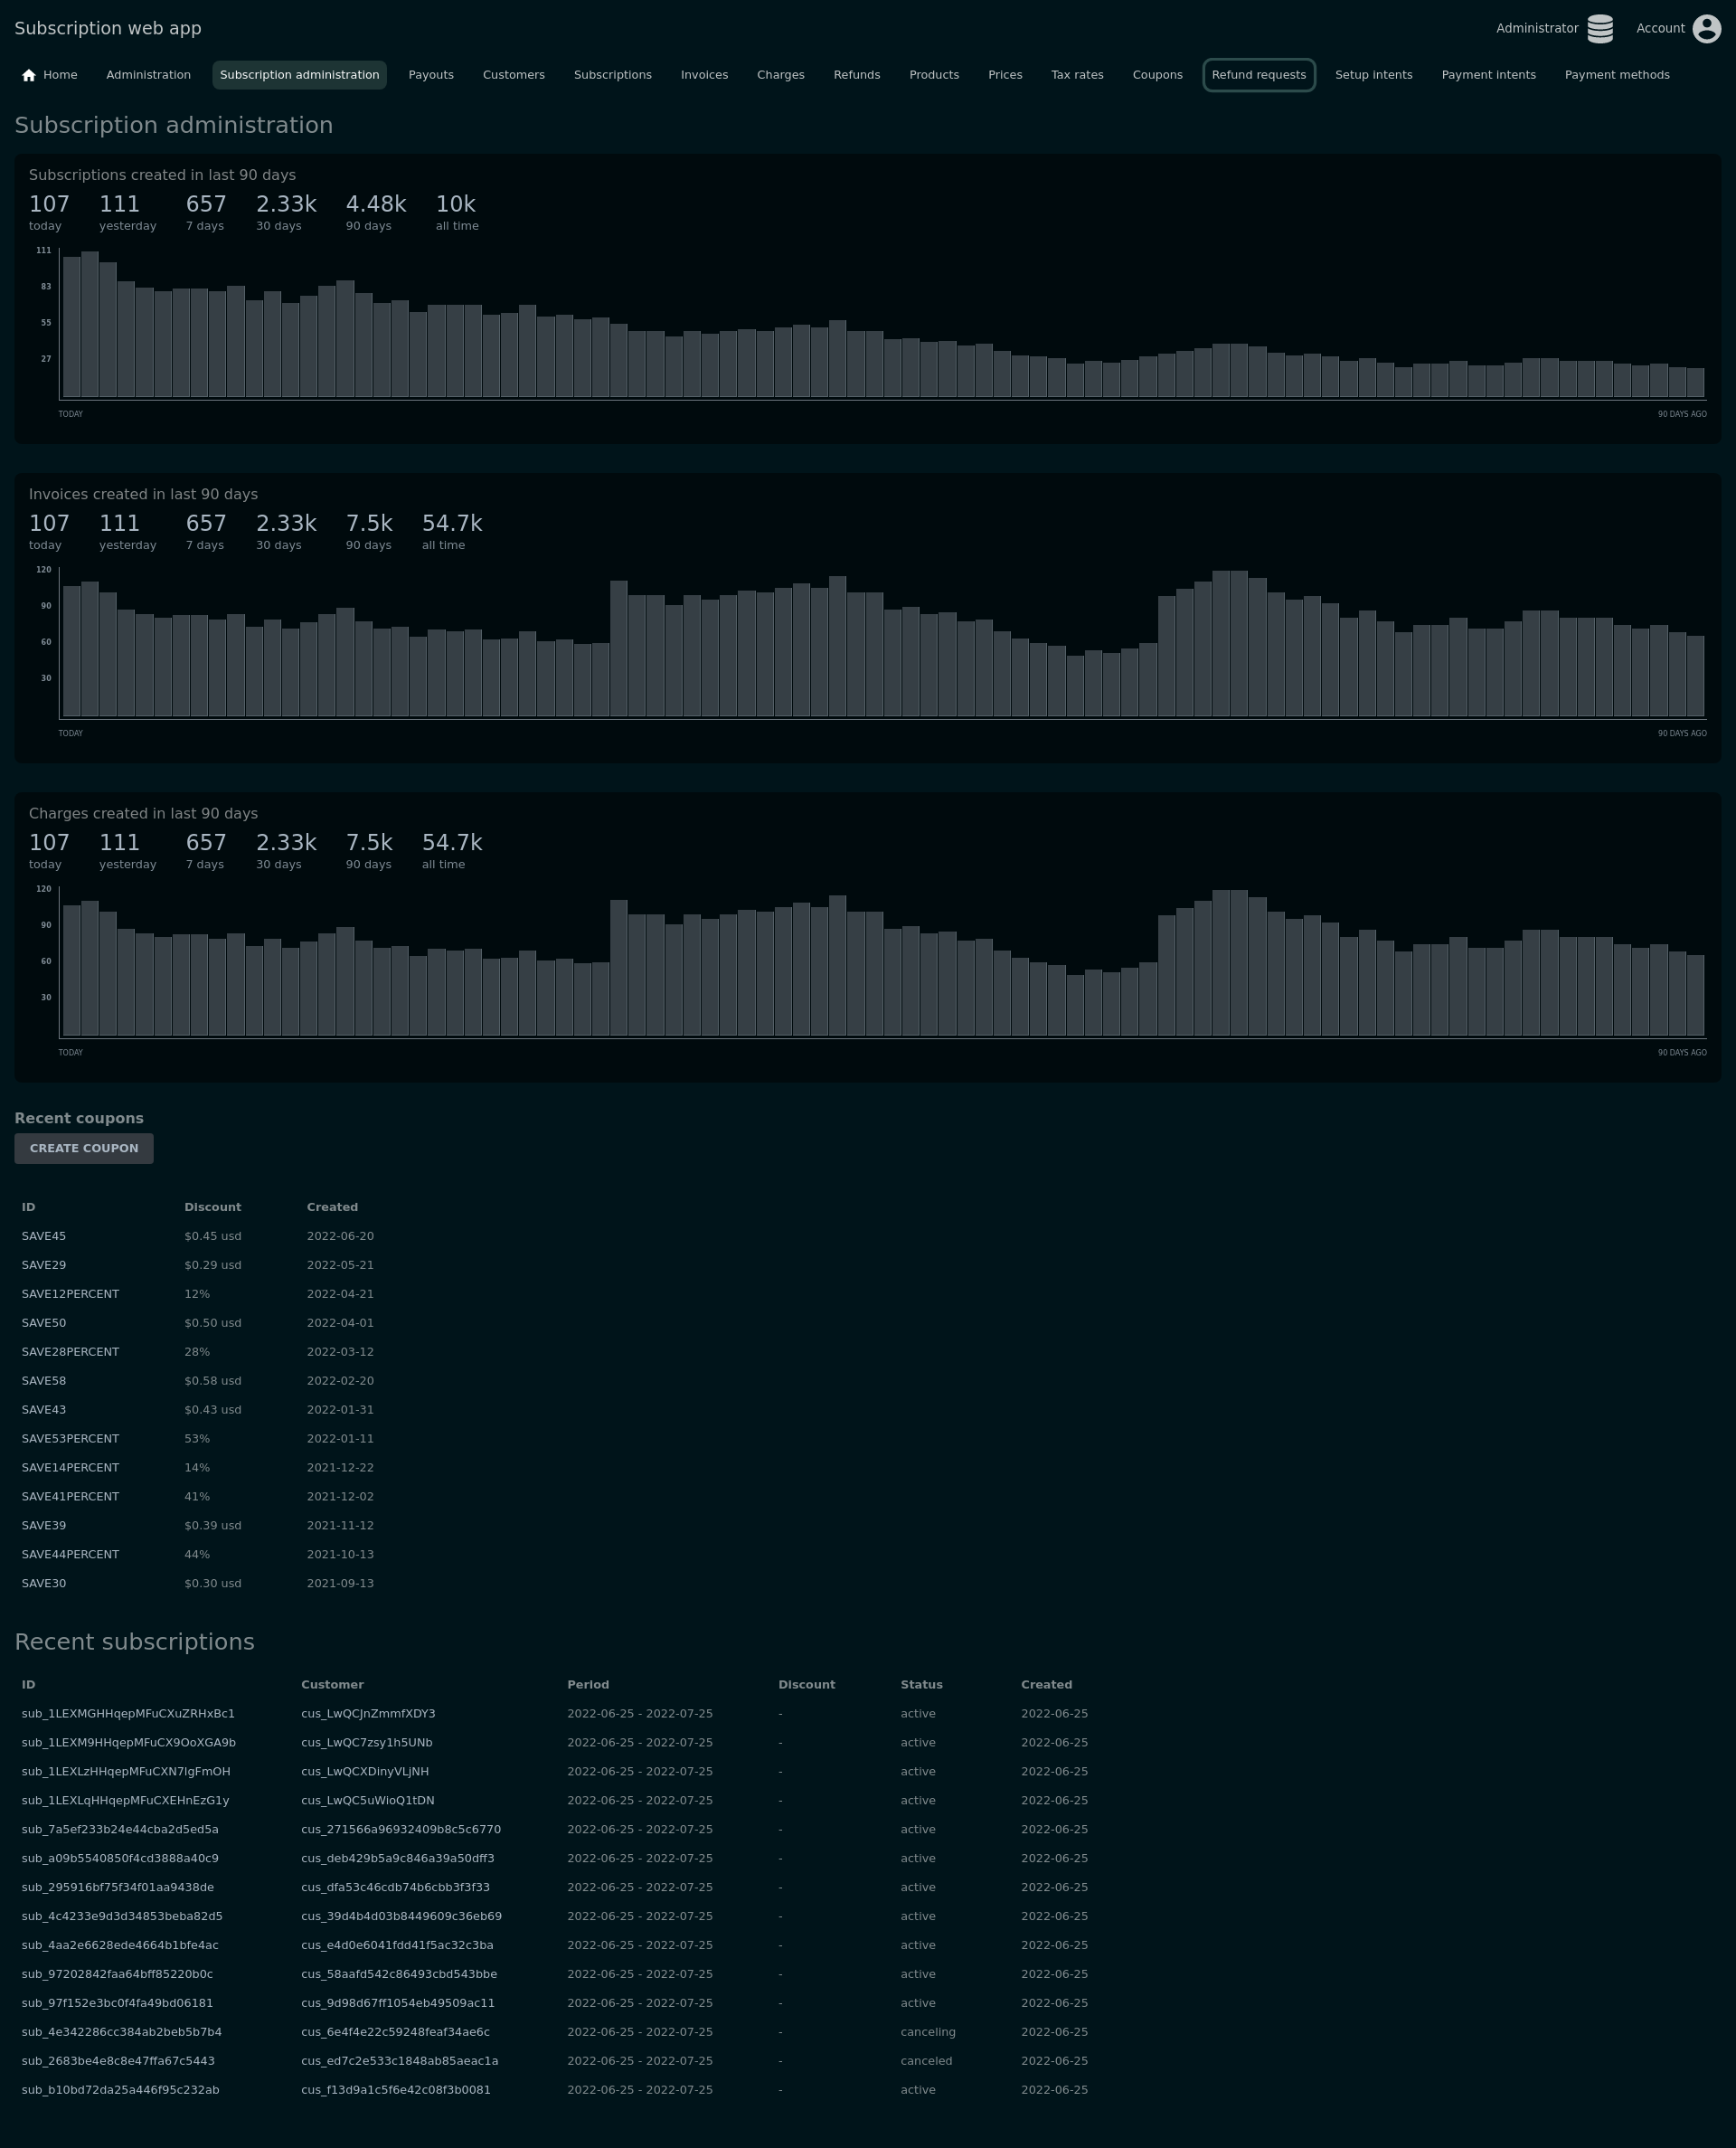 Subscription web app
Administrator Account
Home Administration Subscription administration Payouts Customers Subscriptions Invoices Charges Refunds Products Prices Tax rates Coupons Refund requests Setup intents Payment intents Payment methods
Subscription administration
Subscriptions created in last 90 days
107 111 657 2.33k 4.48k 10k
today yesterday 7 days 30 days 90 days all time
111
83
55
27
TODAY 90 DAYS AGO
Invoices created in last 90 days
107 111 657 2.33k 7.5k 54.7k
today yesterday 7 days 30 days 90 days all time
120
90
60
30
TODAY 90 DAYS AGO
Charges created in last 90 days
107 111 657 2.33k 7.5k 54.7k
today yesterday 7 days 30 days 90 days all time
120
90
60
30
TODAY 90 DAYS AGO
Recent coupons
CREATE COUPON
ID Discount Created
SAVE45 $0.45 usd 2022-06-20
SAVE29 $0.29 usd 2022-05-21
SAVE12PERCENT 12% 2022-04-21
SAVE50 $0.50 usd 2022-04-01
SAVE28PERCENT 28% 2022-03-12
SAVE58 $0.58 usd 2022-02-20
SAVE43 $0.43 usd 2022-01-31
SAVE53PERCENT 53% 2022-01-11
SAVE14PERCENT 14% 2021-12-22
SAVE41PERCENT 41% 2021-12-02
SAVE39 $0.39 usd 2021-11-12
SAVE44PERCENT 44% 2021-10-13
SAVE30 $0.30 usd 2021-09-13
Recent subscriptions
ID Customer Period Discount Status Created
sub_1LEXMGHHqepMFuCXuZRHxBc1 cus_LwQCJnZmmfXDY3 2022-06-25 - 2022-07-25 - active 2022-06-25
sub_1LEXM9HHqepMFuCX9OoXGA9b cus_LwQC7zsy1h5UNb 2022-06-25 - 2022-07-25 - active 2022-06-25
sub_1LEXLzHHqepMFuCXN7IgFmOH cus_LwQCXDinyVLjNH 2022-06-25 - 2022-07-25 - active 2022-06-25
sub_1LEXLqHHqepMFuCXEHnEzG1y cus_LwQC5uWioQ1tDN 2022-06-25 - 2022-07-25 - active 2022-06-25
sub_7a5ef233b24e44cba2d5ed5a cus_271566a96932409b8c5c6770 2022-06-25 - 2022-07-25 - active 2022-06-25
sub_a09b5540850f4cd3888a40c9 cus_deb429b5a9c846a39a50dff3 2022-06-25 - 2022-07-25 - active 2022-06-25
sub_295916bf75f34f01aa9438de cus_dfa53c46cdb74b6cbb3f3f33 2022-06-25 - 2022-07-25 - active 2022-06-25
sub_4c4233e9d3d34853beba82d5 cus_39d4b4d03b8449609c36eb69 2022-06-25 - 2022-07-25 - active 2022-06-25
sub_4aa2e6628ede4664b1bfe4ac cus_e4d0e6041fdd41f5ac32c3ba 2022-06-25 - 2022-07-25 - active 2022-06-25
sub_97202842faa64bff85220b0c cus_58aafd542c86493cbd543bbe 2022-06-25 - 2022-07-25 - active 2022-06-25
sub_97f152e3bc0f4fa49bd06181 cus_9d98d67ff1054eb49509ac11 2022-06-25 - 2022-07-25 - active 2022-06-25
sub_4e342286cc384ab2beb5b7b4 cus_6e4f4e22c59248feaf34ae6c 2022-06-25 - 2022-07-25 - canceling 2022-06-25
sub_2683be4e8c8e47ffa67c5443 cus_ed7c2e533c1848ab85aeac1a 2022-06-25 - 2022-07-25 - canceled 2022-06-25
sub_b10bd72da25a446f95c232ab cus_f13d9a1c5f6e42c08f3b0081 2022-06-25 - 2022-07-25 - active 2022-06-25